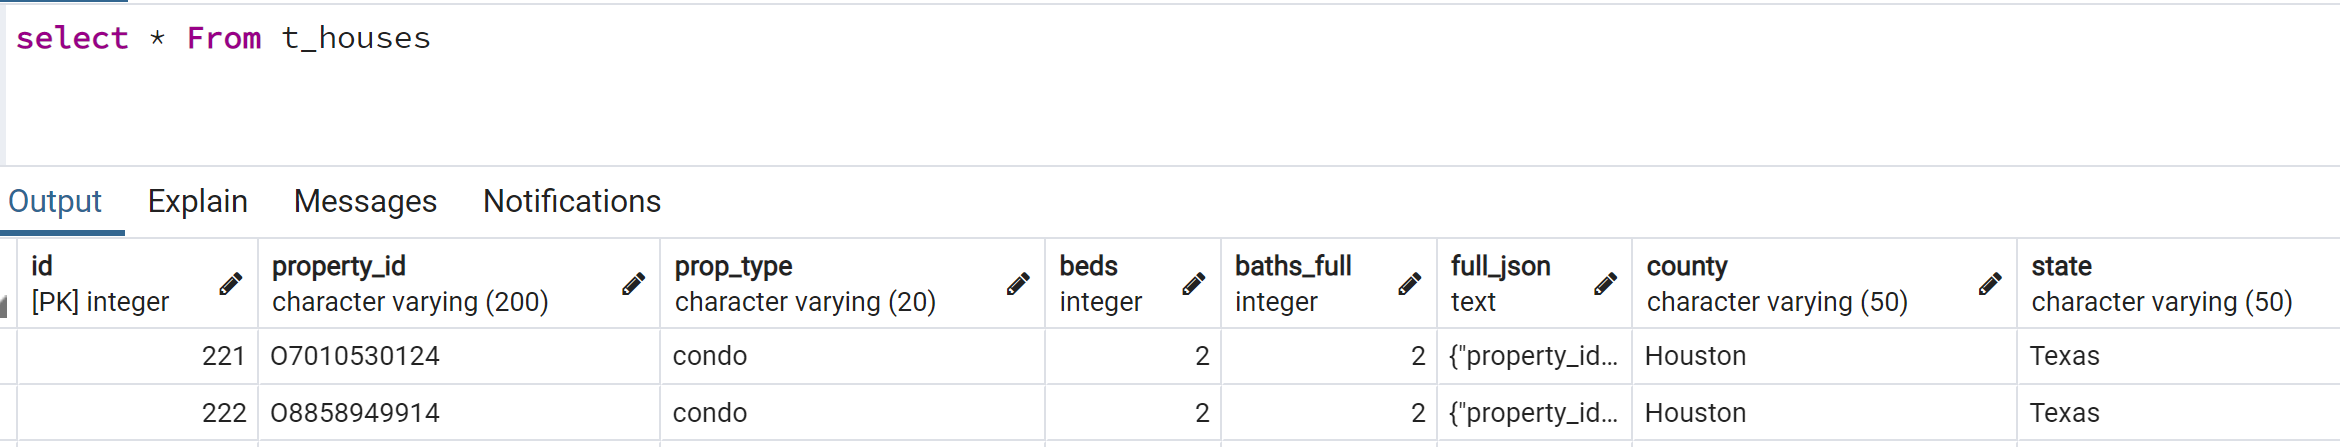 select * From t_houses
Output Explain Messages Notifications
id property_id prop_type beds baths_full full_json county state
[PK] integer character varying (200) character varying (20) integer integer text character varying (50) character varying (50)
221 O7010530124 condo 2 2 {"property_id... Houston Texas
222 O8858949914 condo 2 2 {"property_id... Houston Texas